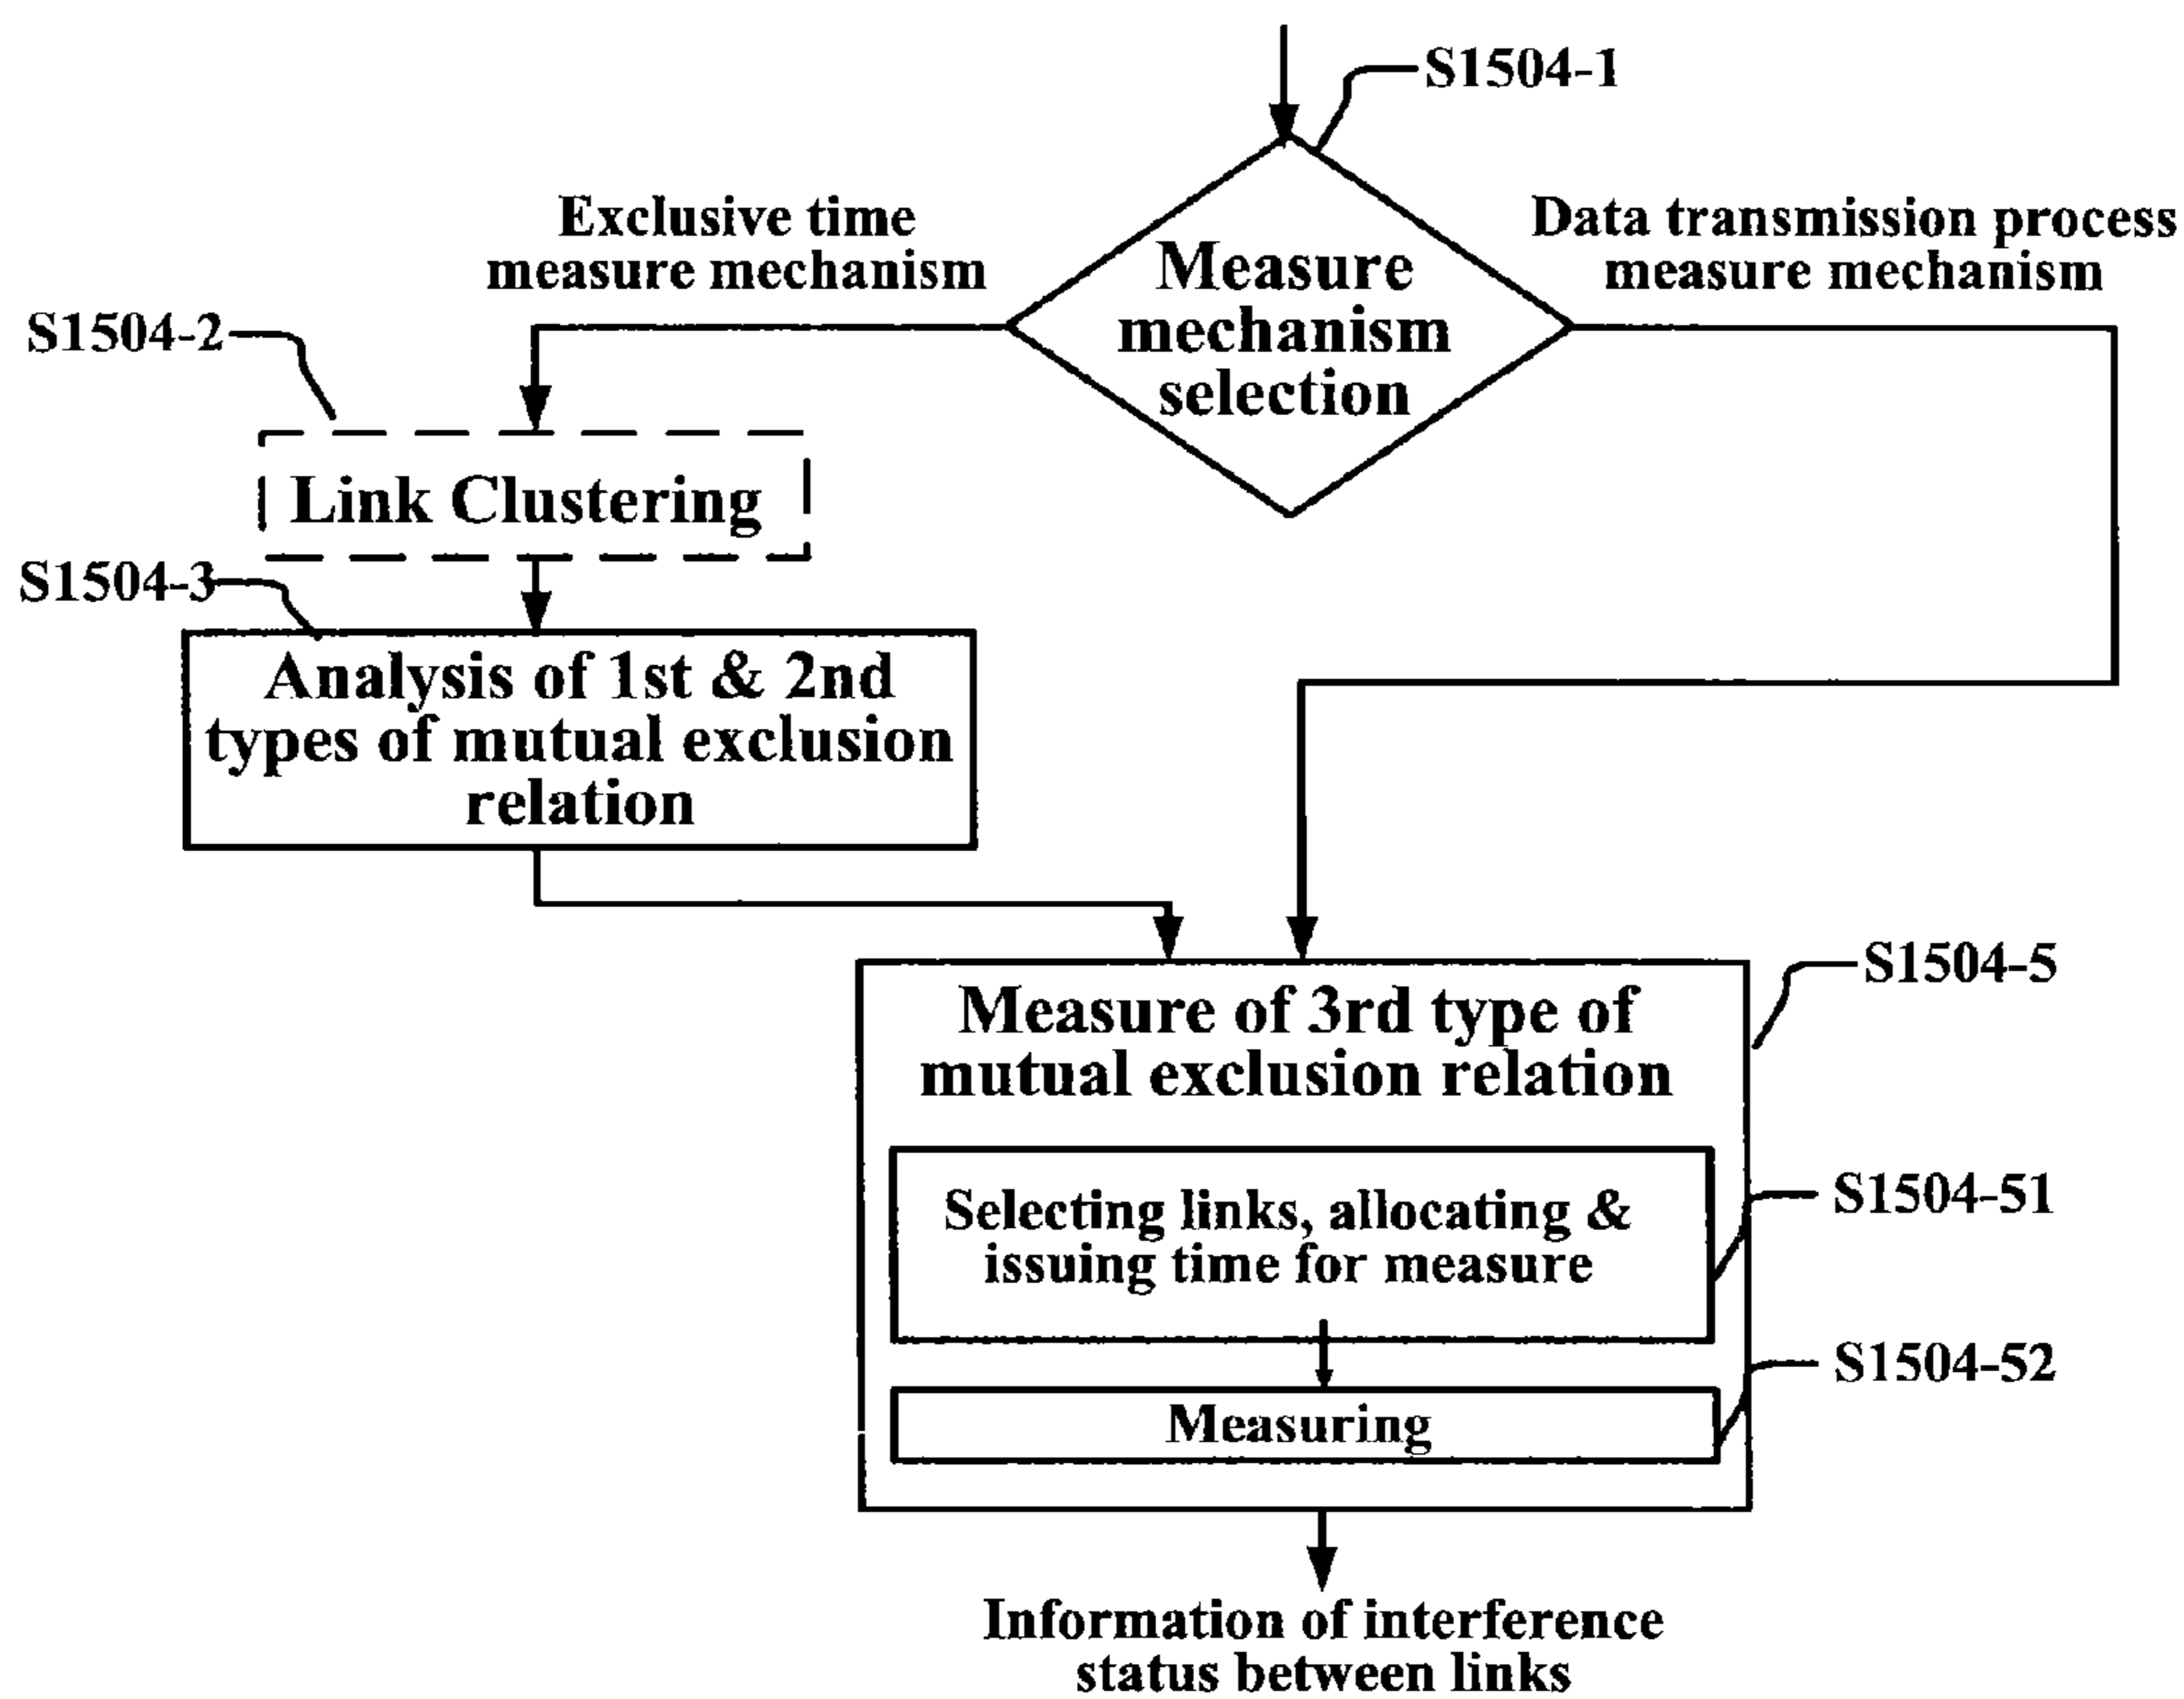 S1504-1
Exclusive time
measure mechanism
Measure
mechanism
selection
Data transmission process
measure mechanism
S1504-2
Link Clustering
S1504-3
Analysis of 1st & 2nd
types of mutual exclusion
relation
S1504-5
Measure of 3rd type of
mutual exclusion relation
S1504-51
Selecting links, allocating &
issuing time for measure
S1504-52
Measuring
Information of interference
status between links